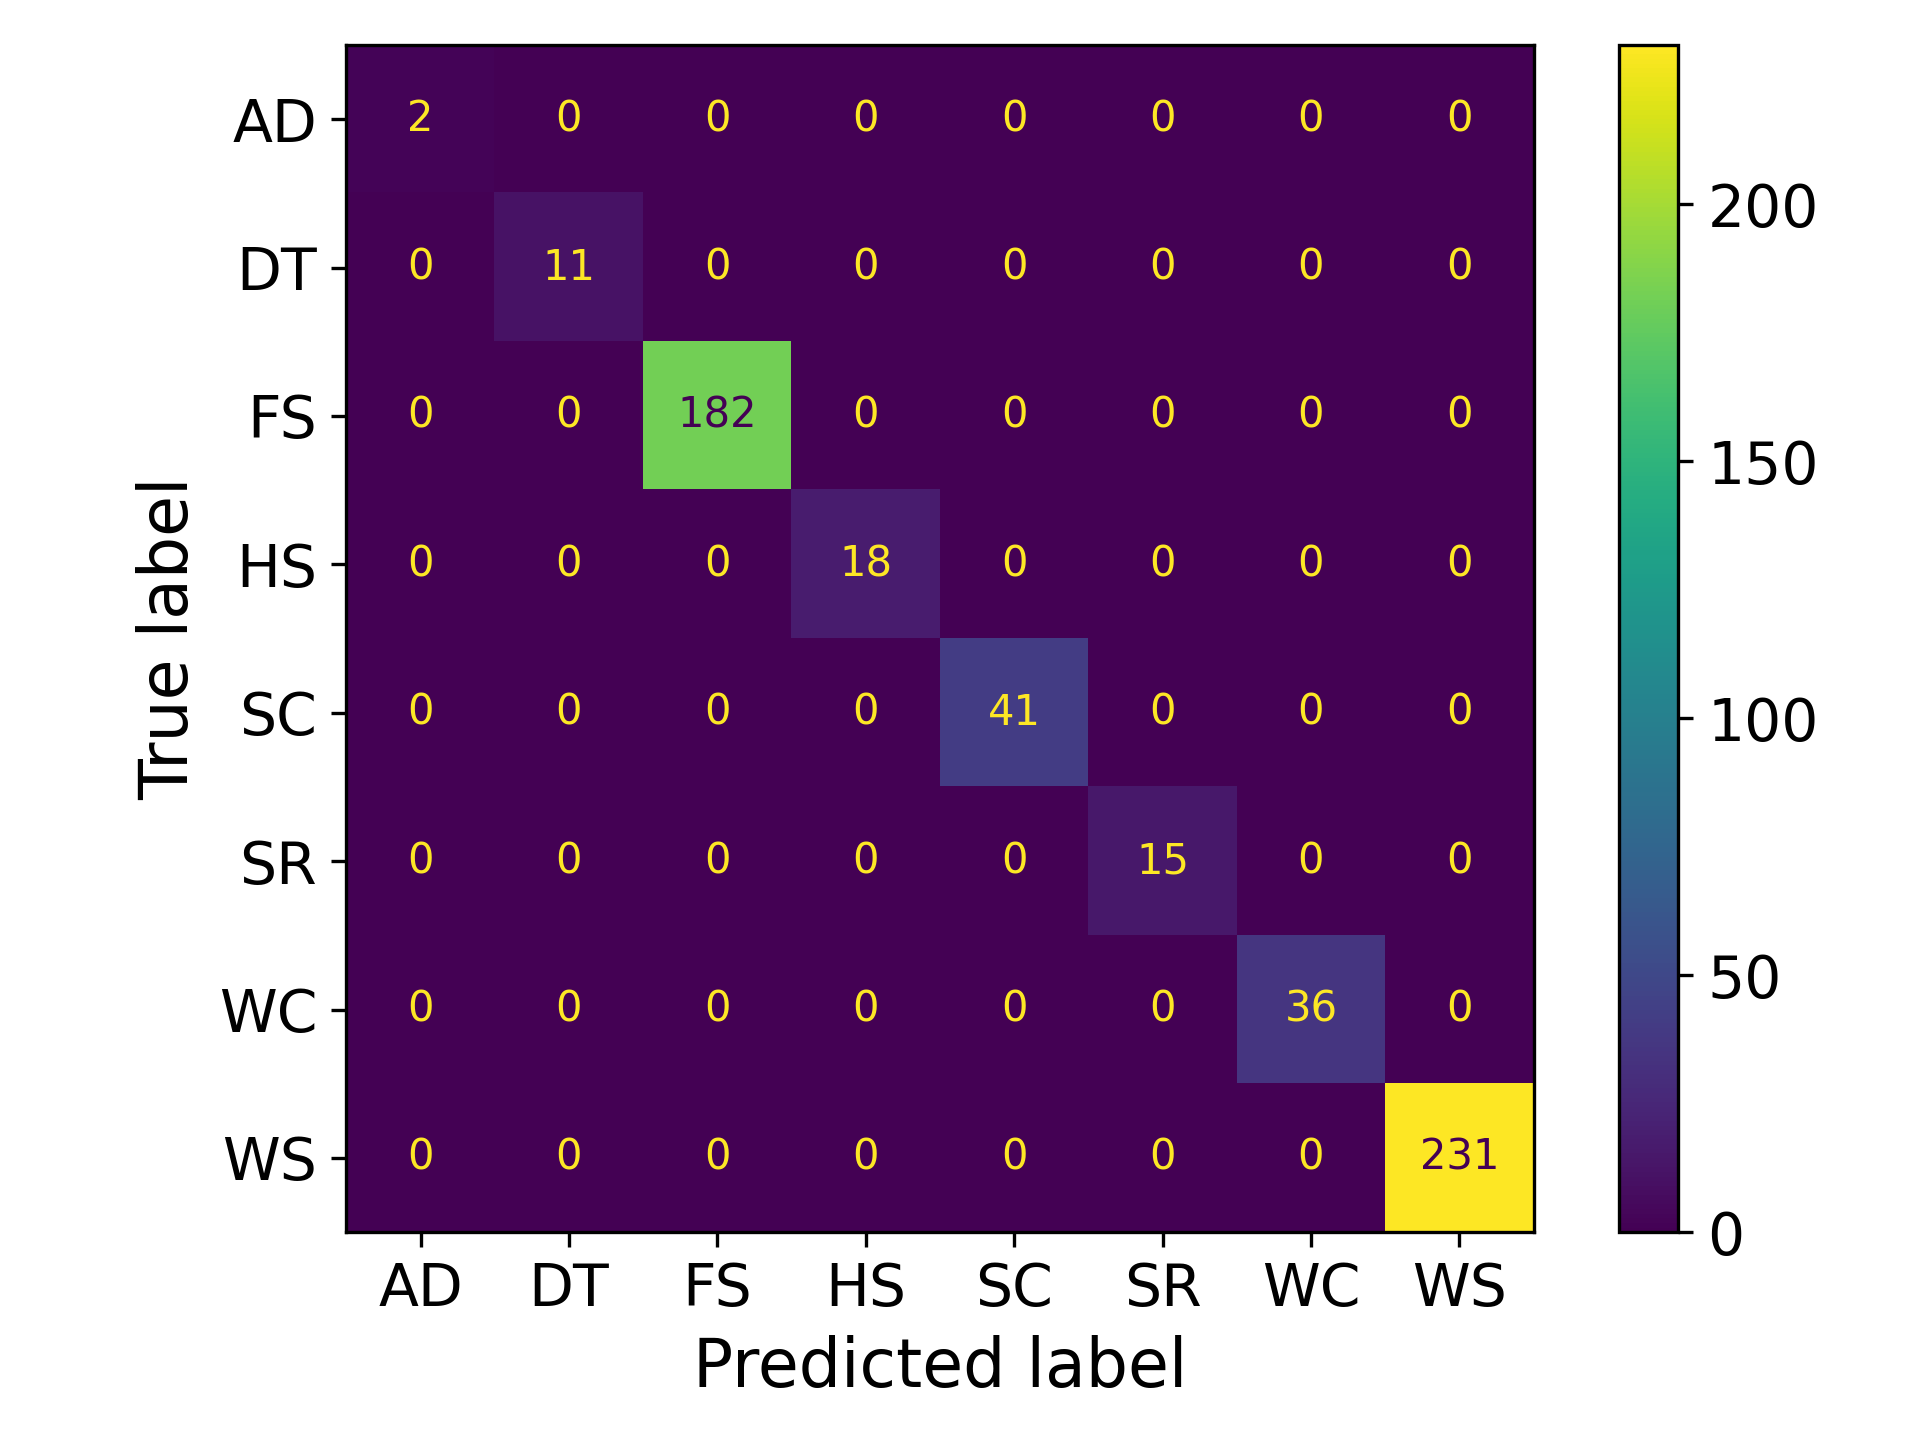 AD 2 0 0 0 0 0 0 0
DT 0 11 0 0 0 0 0 0
FS 0 0 182 0 0 0 0 0
HS 0 0 0 18 0 0 0 0
SC 0 0 0 0 41 0 0 0
SR 0 0 0 0 0 15 0 0
WC 0 0 0 0 0 0 36 0
WS 0 0 0 0 0 0 0 231
AD DT FS HS SC SR WC WS
Predicted label
True label
200
150
100
50
0